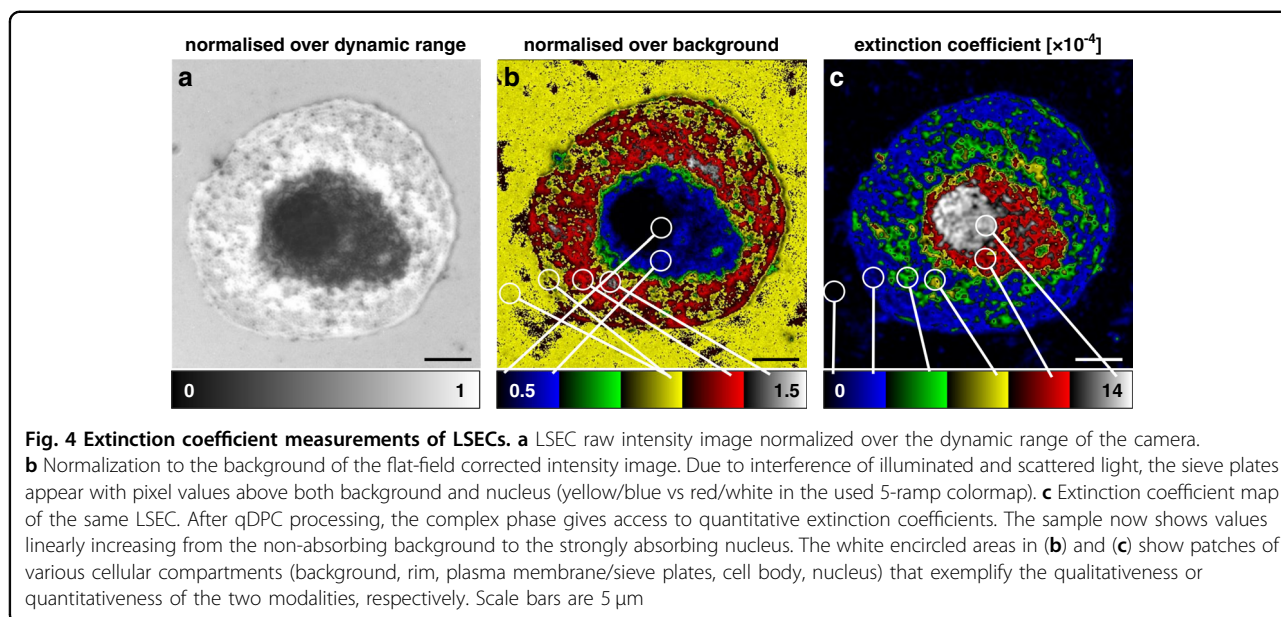 normalised over dynamic range
normalised over background
extinction coefficient [×10⁻⁴]
a
b
c
0 1
0.5 1.5
0 14
Fig. 4 Extinction coefficient measurements of LSECs. a LSEC raw intensity image normalized over the dynamic range of the camera.
b Normalization to the background of the flat-field corrected intensity image. Due to interference of illuminated and scattered light, the sieve plates
appear with pixel values above both background and nucleus (yellow/blue vs red/white in the used 5-ramp colormap). c Extinction coefficient map
of the same LSEC. After qDPC processing, the complex phase gives access to quantitative extinction coefficients. The sample now shows values
linearly increasing from the non-absorbing background to the strongly absorbing nucleus. The white encircled areas in (b) and (c) show patches of
various cellular compartments (background, rim, plasma membrane/sieve plates, cell body, nucleus) that exemplify the qualitativeness or
quantitativeness of the two modalities, respectively. Scale bars are 5 µm